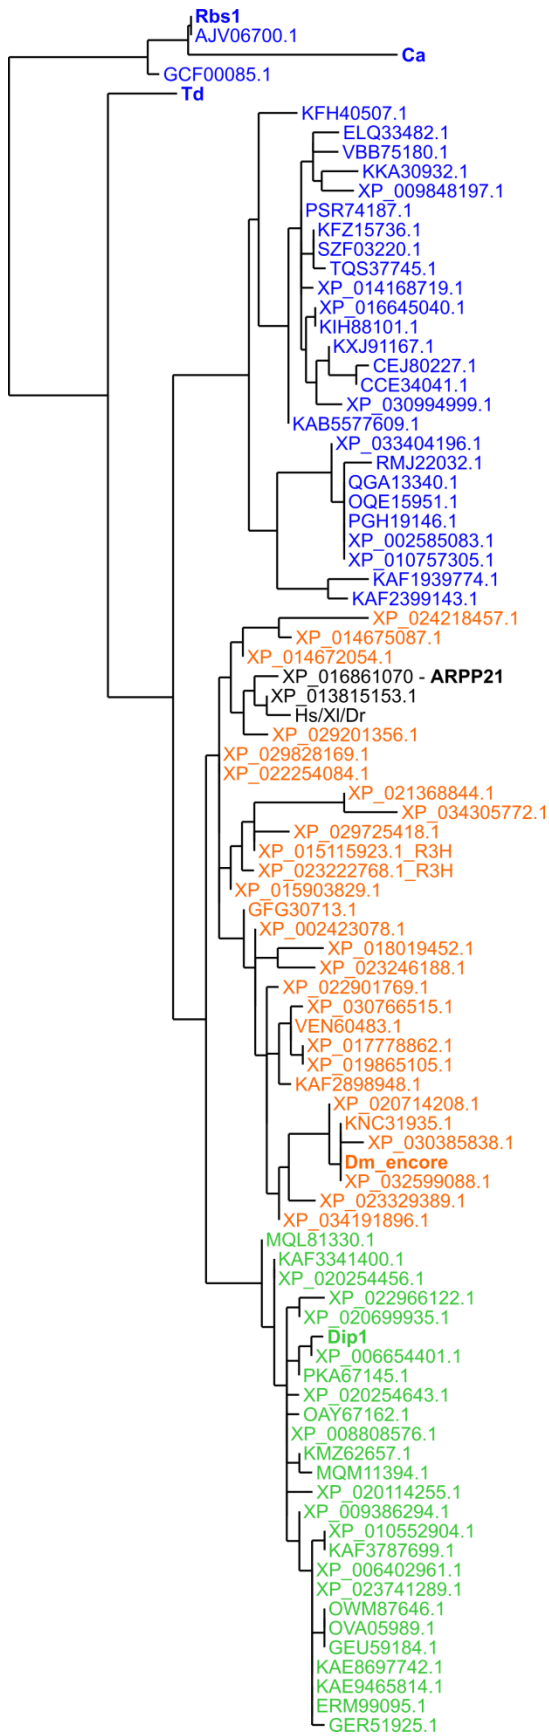 Rbs1
AJV06700.1
Ca
GCF00085.1
Td
KFH40507.1
ELQ33482.1
VBB75180.1
KKA30932.1
XP_009848197.1
PSR74187.1
KFZ15736.1
SZF03220.1
TQS37745.1
XP_014168719.1
XP_016645040.1
KIH88101.1
KXJ91167.1
CEJ80227.1
CCE34041.1
XP_030994999.1
KAB5577609.1
XP_033404196.1
RMJ22032.1
QGA13340.1
OQE15951.1
PGH19146.1
XP_002585083.1
XP_010757305.1
KAF1939774.1
KAF2399143.1
XP_024218457.1
XP_014675087.1
XP_014672054.1
XP_016861070 - ARPP21
XP_013815153.1
Hs/Xl/Dr
XP_029201356.1
XP_029828169.1
XP_022254084.1
XP_021368844.1
XP_034305772.1
XP_029725418.1
XP_015115923.1_R3H
XP_023222768.1_R3H
XP_015903829.1
GFG30713.1
XP_002423078.1
XP_018019452.1
XP_023246188.1
XP_022901769.1
XP_030766515.1
VEN60483.1
XP_017778862.1
XP_019865105.1
KAF2898948.1
XP_020714208.1
KNC31935.1
XP_030385838.1
Dm_encore
XP_032599088.1
XP_023329389.1
XP_034191896.1
MQL81330.1
KAF3341400.1
XP_020254456.1
XP_022966122.1
XP_020699935.1
Dip1
XP_006654401.1
PKA67145.1
XP_020254643.1
OAY67162.1
XP_008808576.1
KMZ62657.1
MQM11394.1
XP_020114255.1
XP_009386294.1
XP_010552904.1
KAF3787699.1
XP_006402961.1
XP_023741289.1
OWM87646.1
OVA05989.1
GEU59184.1
KAE8697742.1
KAE9465814.1
ERM99095.1
GER51925.1